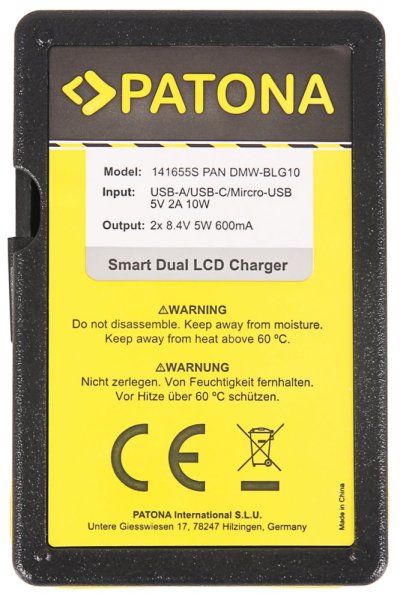 PATONA
Model: 141655S PAN DMW-BLG10
Input: USB-A/USB-C/Mircro-USB
5V 2A 10W
Output: 2x 8.4V 5W 600mA
Smart Dual LCD Charger
⚠WARNING
Do not disassemble. Keep away from moisture.
Keep away from heat above 60 ºC.
⚠WARNUNG
Nicht zerlegen. Von Feuchtigkeit fernhalten.
Vor Hitze über 60 ºC schützen.
CE
PATONA International S.L.U.
Untere Giesswiesen 17, 78247 Hilzingen, Germany
Made in China